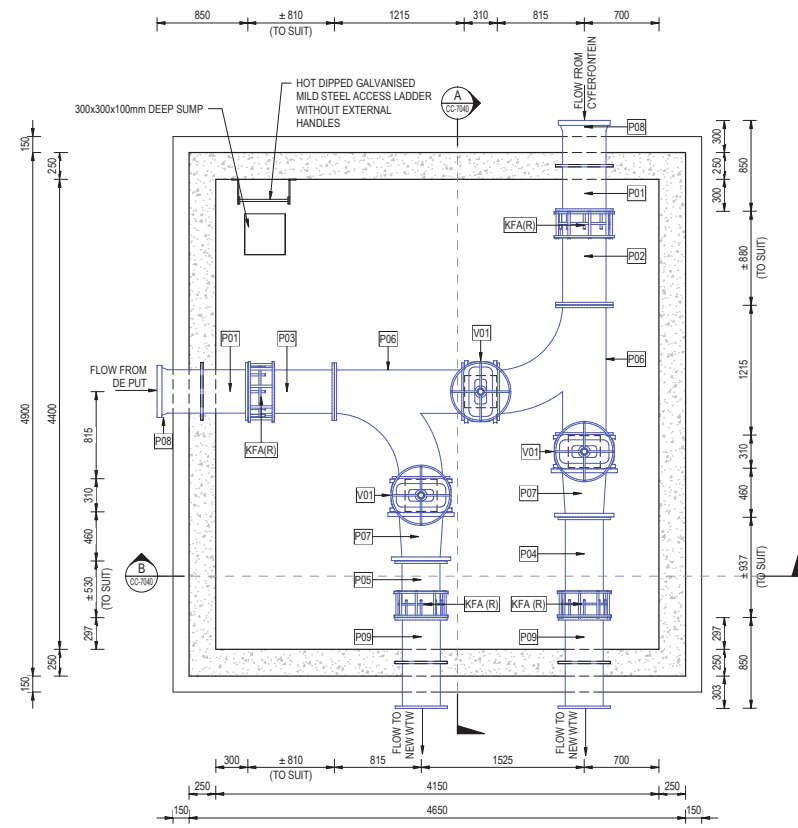 850
± 810
(TO SUIT)
1215
310
815
700
HOT DIPPED GALVANISED
MILD STEEL ACCESS LADDER
WITHOUT EXTERNAL
HANDLES
300x300x100mm DEEP SUMP
A
CC-7040
FLOW FROM
CYFERFONTEIN
P08
P01
KFA(R)
P02
P06
V01
V01
P07
P04
KFA (R)
P09
FLOW TO
NEW WTW
P01
P03
P06
FLOW FROM
DE PUT
P08
KFA(R)
V01
P07
P05
KFA (R)
P09
FLOW TO
NEW WTW
B
CC-7040
150
4900
150
250
4400
250
815
310
460
± 530
(TO SUIT)
297
300
250
300
850
± 880
(TO SUIT)
1215
310
460
± 937
(TO SUIT)
297
250
303
850
300
± 810
(TO SUIT)
815
1525
700
250
4150
250
150
4650
150